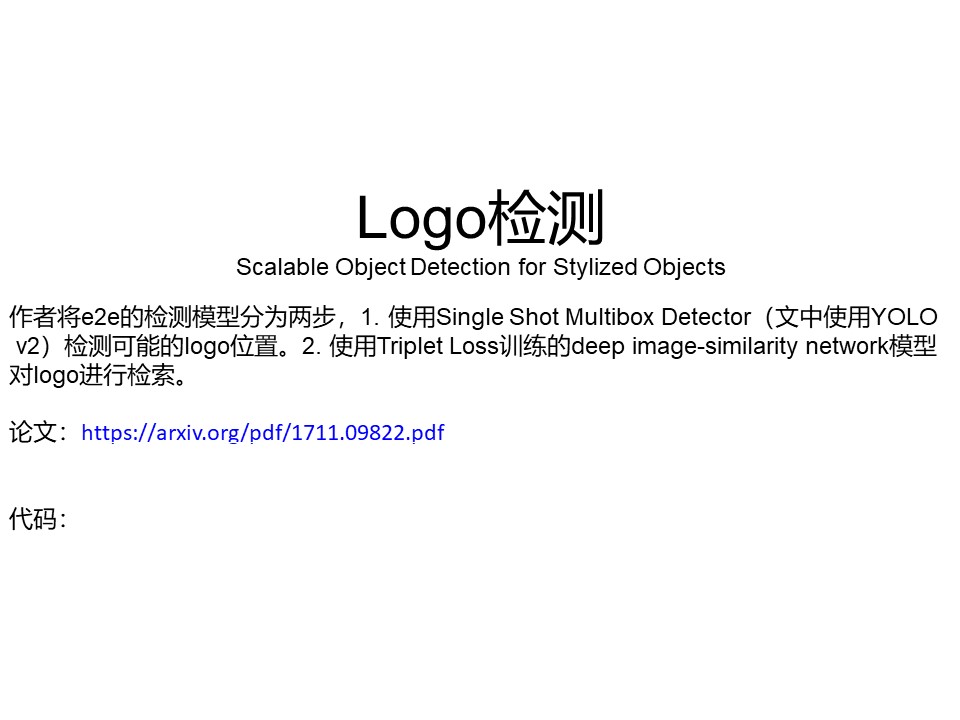 Logo检测
Scalable Object Detection for Stylized Objects
作者将e2e的检测模型分为两步，1. 使用Single Shot Multibox Detector（文中使用YOLO
v2）检测可能的logo位置。2. 使用Triplet Loss训练的deep image-similarity network模型
对logo进行检索。
论文：https://arxiv.org/pdf/1711.09822.pdf
代码：